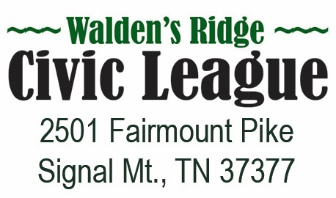 Walden's Ridge
Civic League
2501 Fairmount Pike
Signal Mt., TN 37377